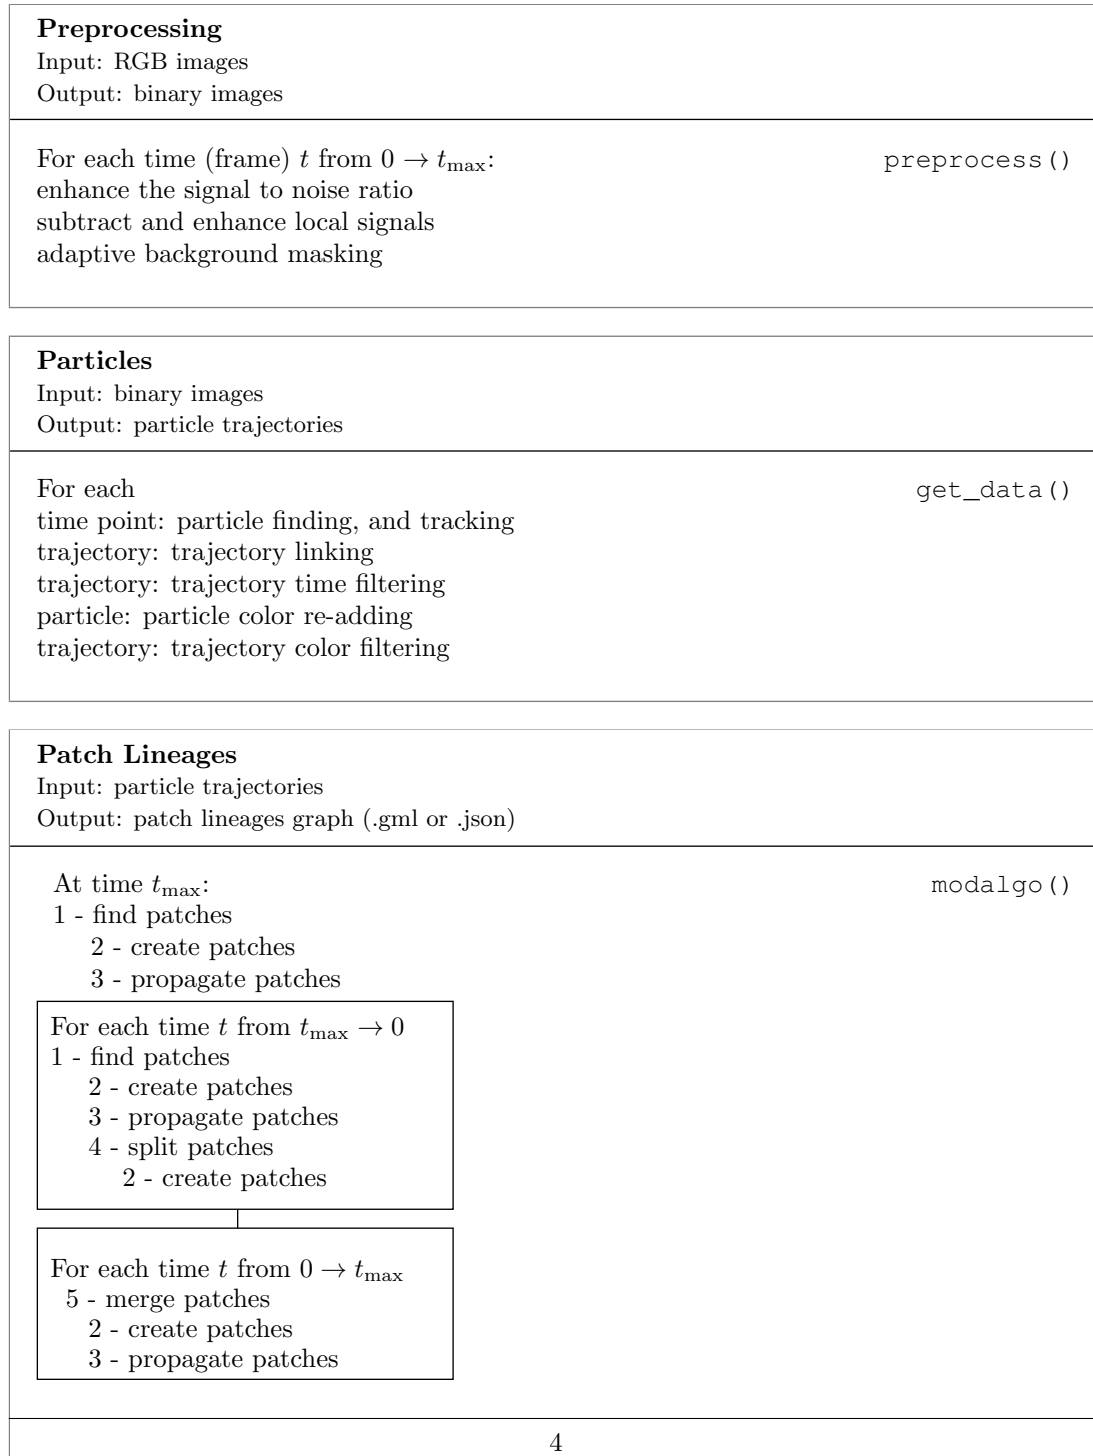 Preprocessing
Input: RGB images
Output: binary images
For each time (frame) t from 0 → t_max: preprocess()
enhance the signal to noise ratio
subtract and enhance local signals
adaptive background masking
Particles
Input: binary images
Output: particle trajectories
For each get_data()
time point: particle finding, and tracking
trajectory: trajectory linking
trajectory: trajectory time filtering
particle: particle color re-adding
trajectory: trajectory color filtering
Patch Lineages
Input: particle trajectories
Output: patch lineages graph (.gml or .json)
At time t_max: modalgo()
1 - find patches
2 - create patches
3 - propagate patches
For each time t from t_max → 0
1 - find patches
2 - create patches
3 - propagate patches
4 - split patches
2 - create patches
For each time t from 0 → t_max
5 - merge patches
2 - create patches
3 - propagate patches
4